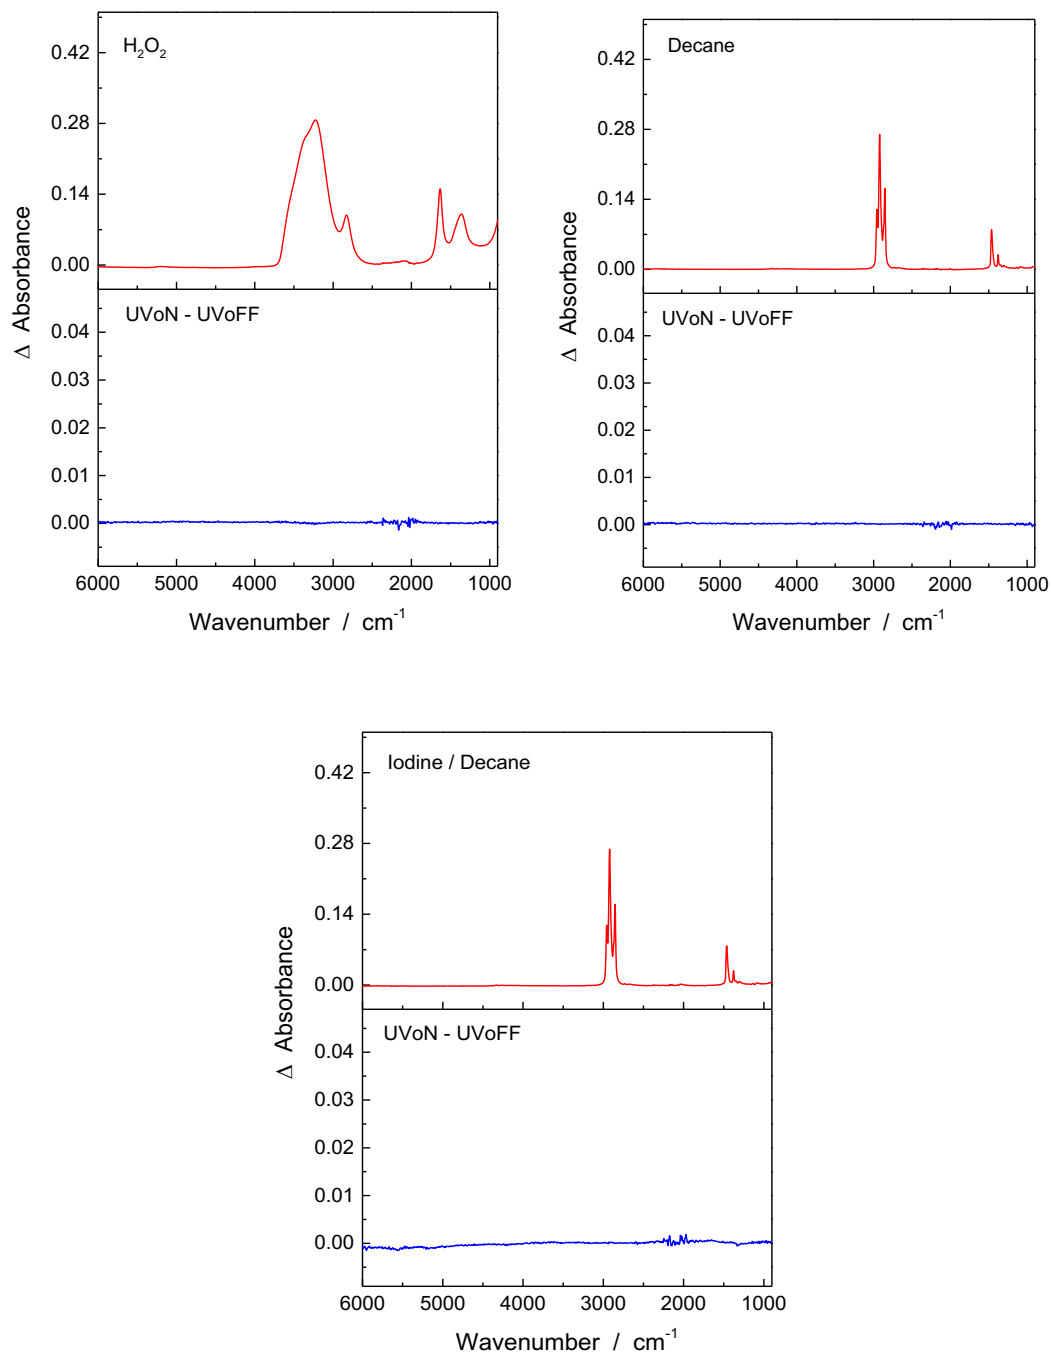 H₂O₂
0.42
0.28
0.14
0.00
UVoN - UVoFF
0.04
0.03
0.02
0.01
0.00
Δ Absorbance
6000 5000 4000 3000 2000 1000
Wavenumber / cm⁻¹
Decane
0.42
0.28
0.14
0.00
UVoN - UVoFF
0.04
0.03
0.02
0.01
0.00
Δ Absorbance
6000 5000 4000 3000 2000 1000
Wavenumber / cm⁻¹
Iodine / Decane
0.42
0.28
0.14
0.00
UVoN - UVoFF
0.04
0.03
0.02
0.01
0.00
Δ Absorbance
6000 5000 4000 3000 2000 1000
Wavenumber / cm⁻¹